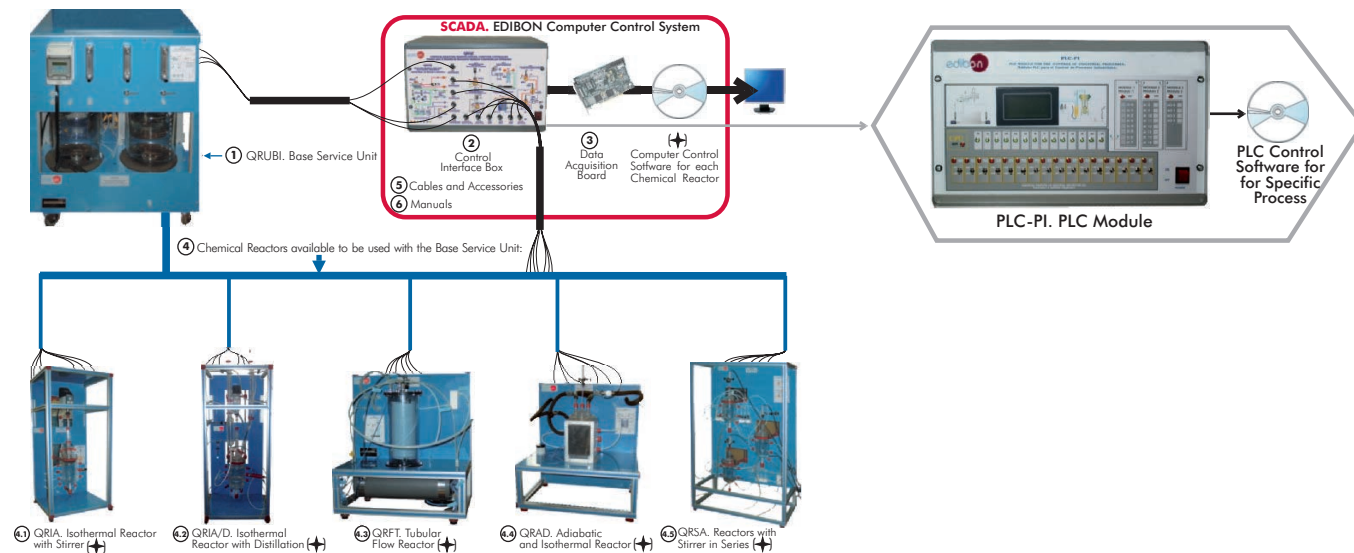 SCADA. EDIBON Computer Control System
1 QRUBI. Base Service Unit
2
Control
Interface Box
3
Data
Acquisition
Board
Computer Control
Software for each
Chemical Reactor
5 Cables and Accessories
6 Manuals
edibon
PLC-PI
PLC-PI. PLC Module
PLC Control
Software for
for Specific
Process
4 Chemical Reactors available to be used with the Base Service Unit:
4.1 QRIA. Isothermal Reactor
with Stirrer
4.2 QRIA/D. Isothermal
Reactor with Distillation
4.3 QRFT. Tubular
Flow Reactor
4.4 QRAD. Adiabatic
and Isothermal Reactor
4.5 QRSA. Reactors with
Stirrer in Series